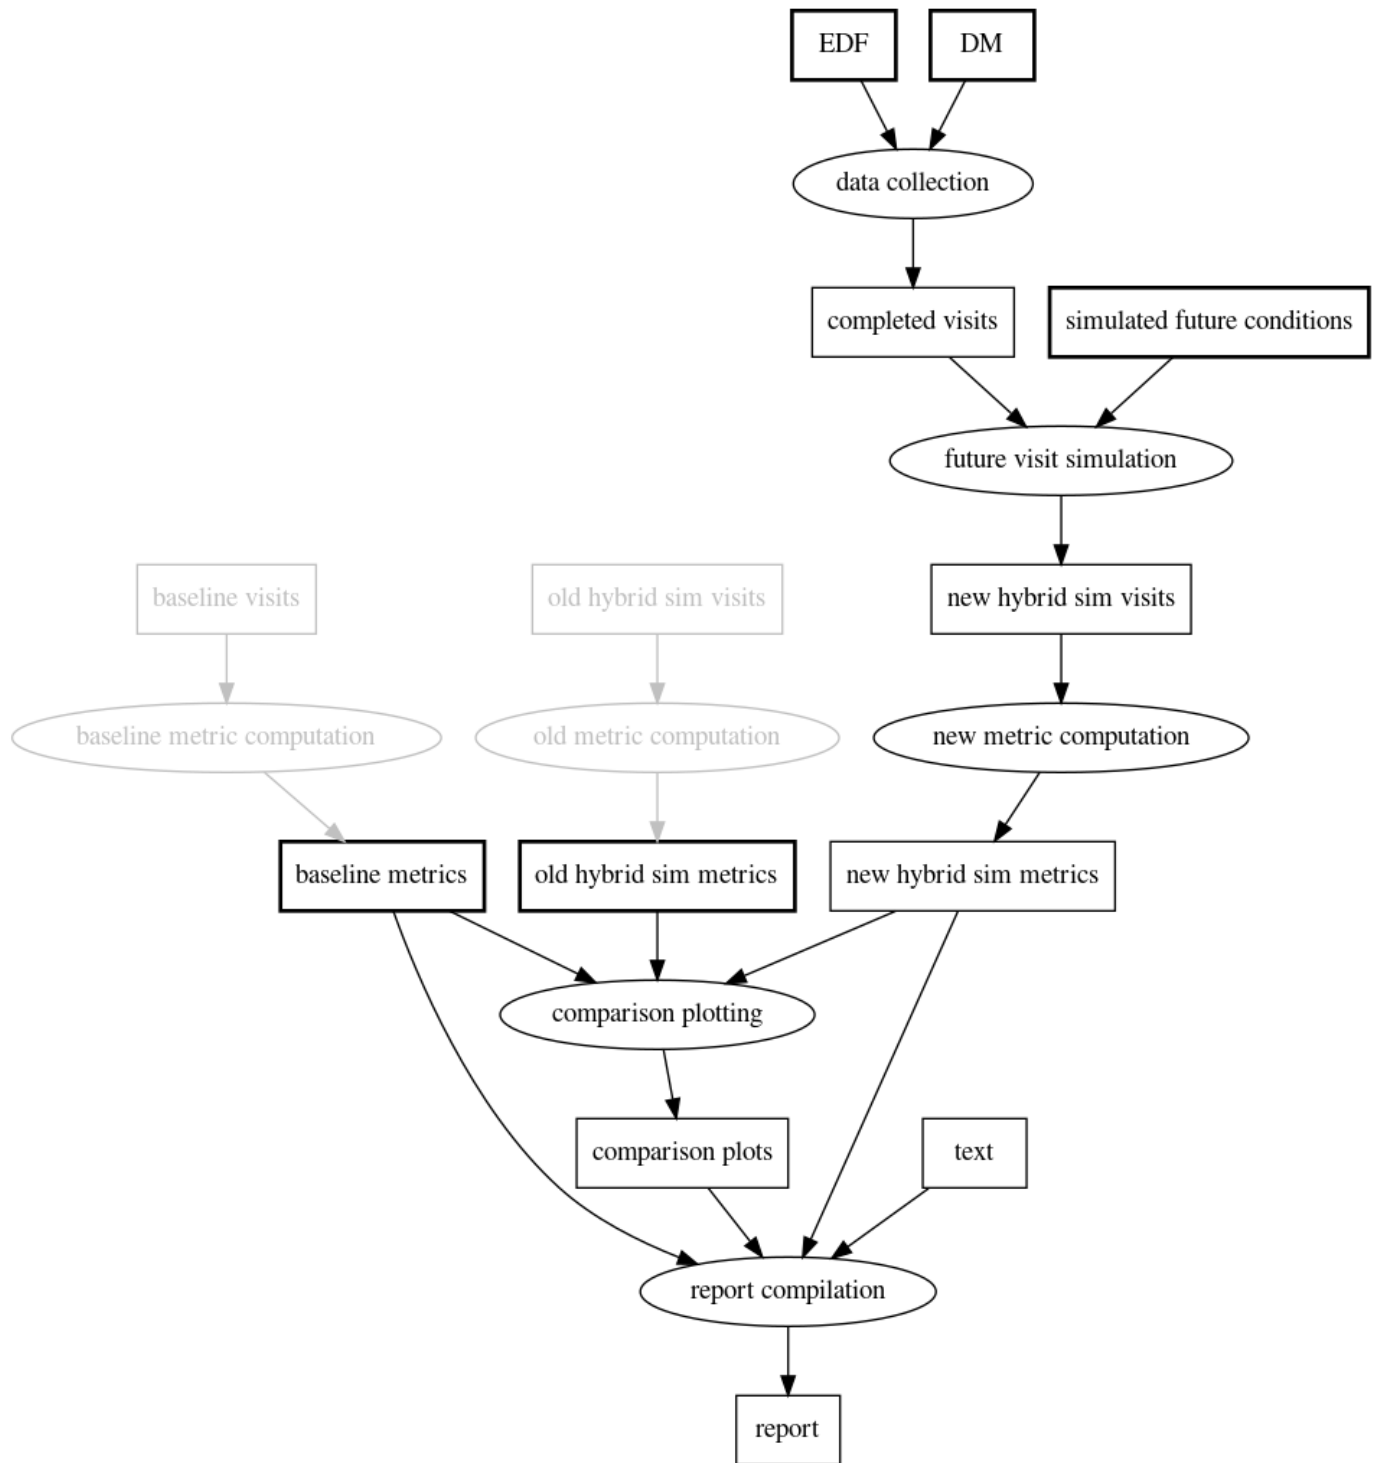 EDF
DM
data collection
completed visits
simulated future conditions
future visit simulation
baseline visits
old hybrid sim visits
new hybrid sim visits
baseline metric computation
old metric computation
new metric computation
baseline metrics
old hybrid sim metrics
new hybrid sim metrics
comparison plotting
comparison plots
text
report compilation
report